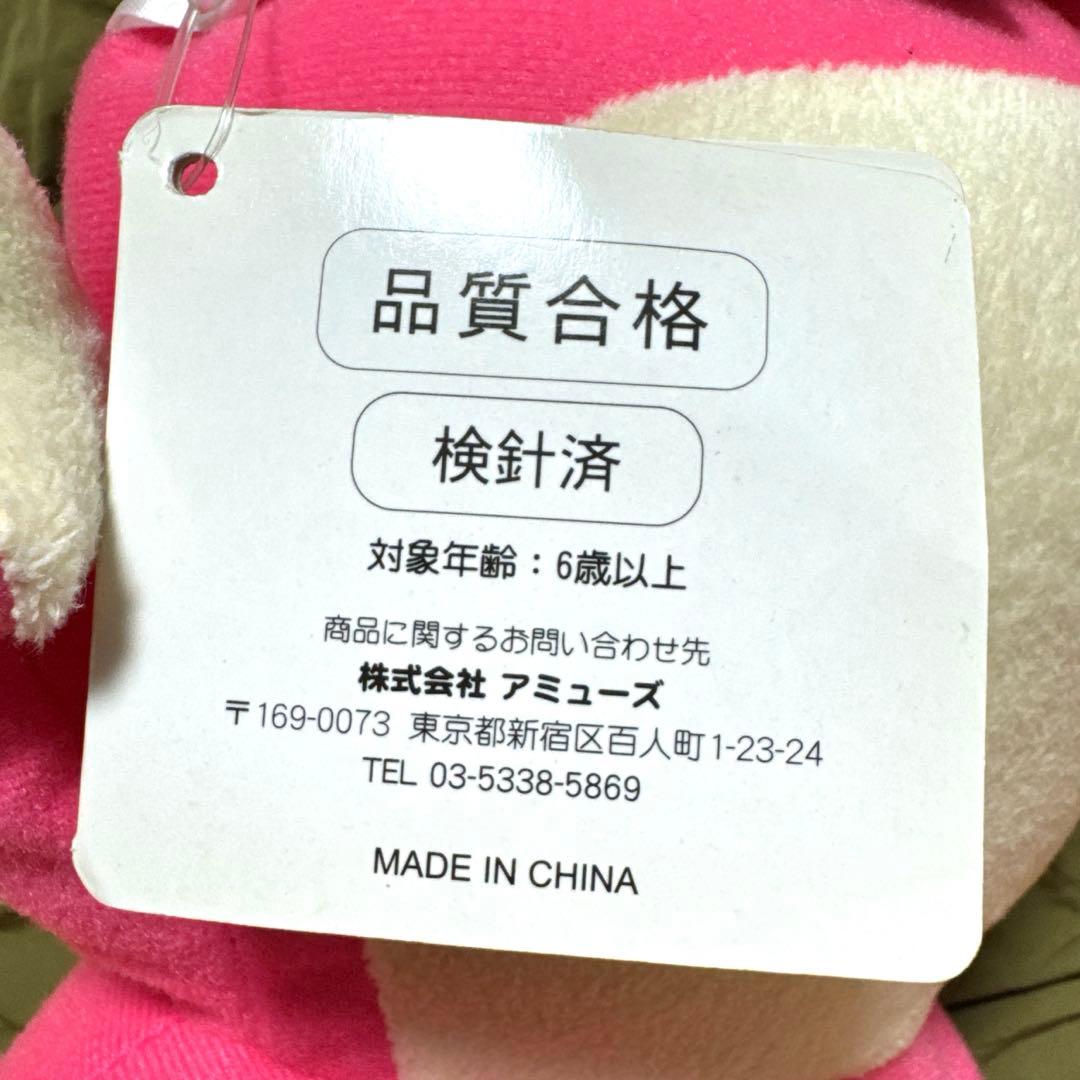 品質合格
検針済
対象年齢：6歳以上
商品に関するお問い合わせ先
株式会社 アミューズ
〒169-0073 東京都新宿区百人町1-23-24
TEL 03-5338-5869
MADE IN CHINA